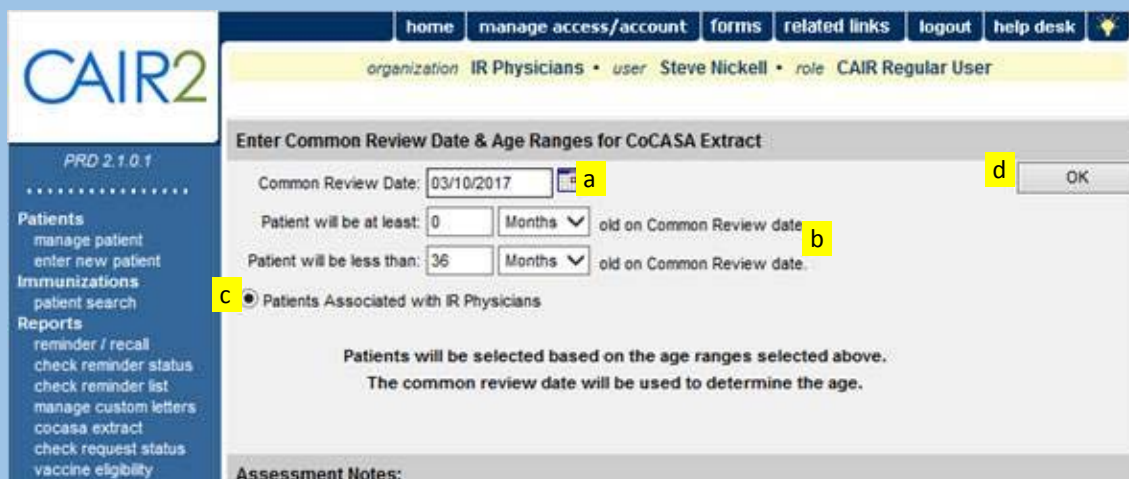 home manage access/account forms related links logout help desk
CAIR2
organization IR Physicians • user Steve Nickell • role CAIR Regular User
PRD 2.1.0.1
Patients
manage patient
enter new patient
Immunizations
patient search
Reports
reminder / recall
check reminder status
check reminder list
manage custom letters
cocasa extract
check request status
vaccine eligibility
Enter Common Review Date & Age Ranges for CoCASA Extract
Common Review Date: 03/10/2017 a
d OK
Patient will be at least: 0 Months old on Common Review date
b
Patient will be less than: 36 Months old on Common Review date.
c Patients Associated with IR Physicians
Patients will be selected based on the age ranges selected above.
The common review date will be used to determine the age.
Assessment Notes: